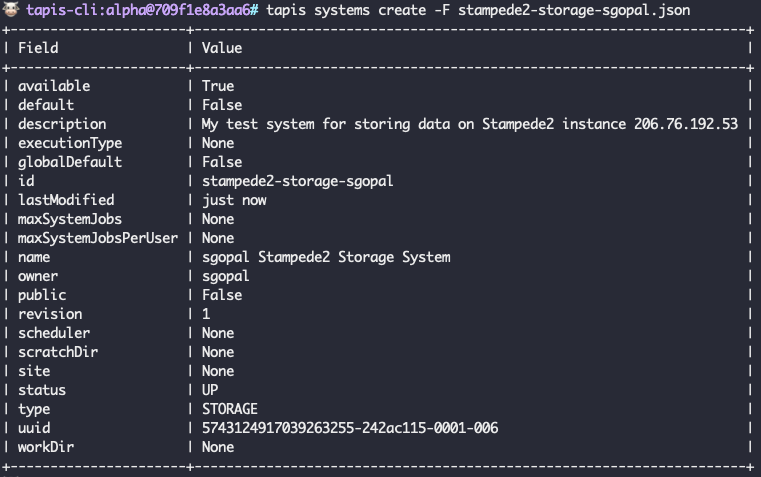 tapis-cli:alpha@709f1e8a3aa6# tapis systems create -F stampede2-storage-sgopal.json
+-------------------+--------------------------------------------------------+
| Field | Value |
+-------------------+--------------------------------------------------------+
| available | True |
| default | False |
| description | My test system for storing data on Stampede2 instance 206.76.192.53 |
| executionType | None |
| globalDefault | False |
| id | stampede2-storage-sgopal |
| lastModified | just now |
| maxSystemJobs | None |
| maxSystemJobsPerUser | None |
| name | sgopal Stampede2 Storage System |
| owner | sgopal |
| public | False |
| revision | 1 |
| scheduler | None |
| scratchDir | None |
| site | None |
| status | UP |
| type | STORAGE |
| uuid | 5743124917039263255-242ac115-0001-006 |
| workDir | None |
+-------------------+--------------------------------------------------------+